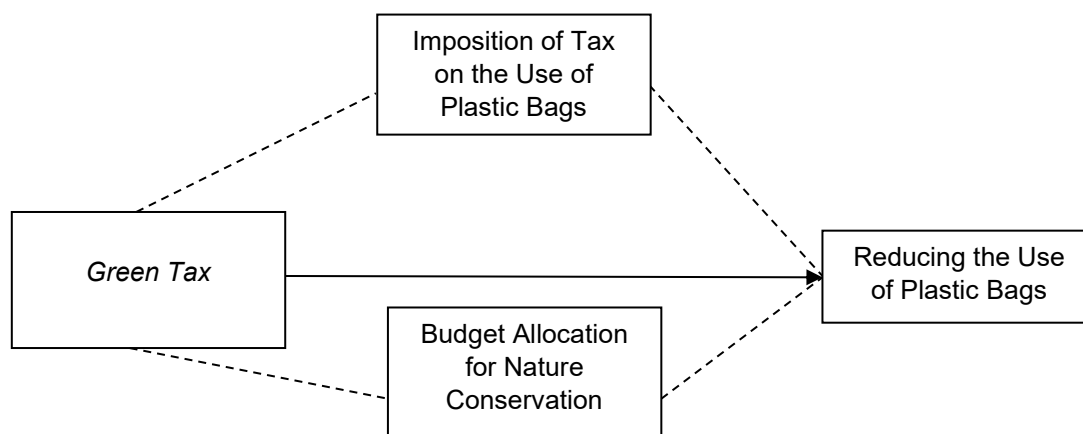 Imposition of Tax
on the Use of
Plastic Bags
Green Tax
Reducing the Use
of Plastic Bags
Budget Allocation
for Nature
Conservation